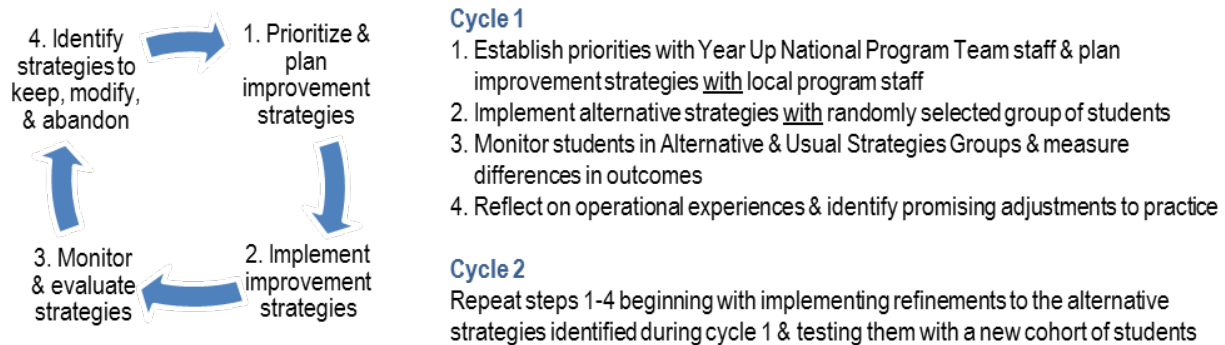 4. Identify
strategies to
keep, modify,
& abandon
1. Prioritize &
plan
improvement
strategies
3. Monitor
& evaluate
strategies
2. Implement
improvement
strategies
Cycle 1
1. Establish priorities with Year Up National Program Team staff & plan
improvement strategies with local program staff
2. Implement alternative strategies with randomly selected group of students
3. Monitor students in Alternative & Usual Strategies Groups & measure
differences in outcomes
4. Reflect on operational experiences & identify promising adjustments to practice
Cycle 2
Repeat steps 1-4 beginning with implementing refinements to the alternative
strategies identified during cycle 1 & testing them with a new cohort of students